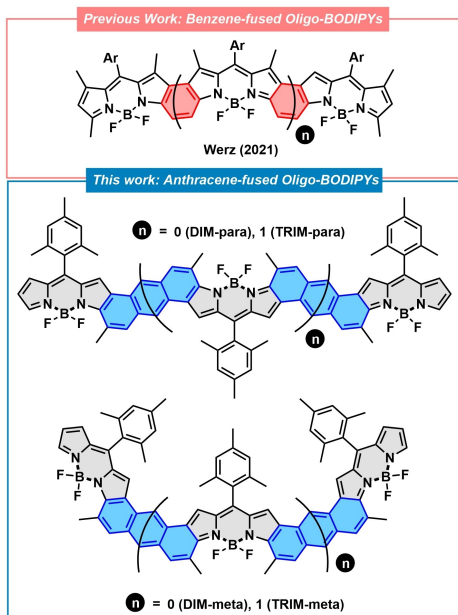 Previous Work: Benzene-fused Oligo-BODIPYs
Ar
Ar
Ar
N N N N N N
B B B
F F F F F F
n
Werz (2021)
This work: Anthracene-fused Oligo-BODIPYs
n = 0 (DIM-para), 1 (TRIM-para)
F F
B
N N N N N N
B B
F F F F
n
N
F B
F N
N
B F
N F
N N
B
F F
n
n = 0 (DIM-meta), 1 (TRIM-meta)